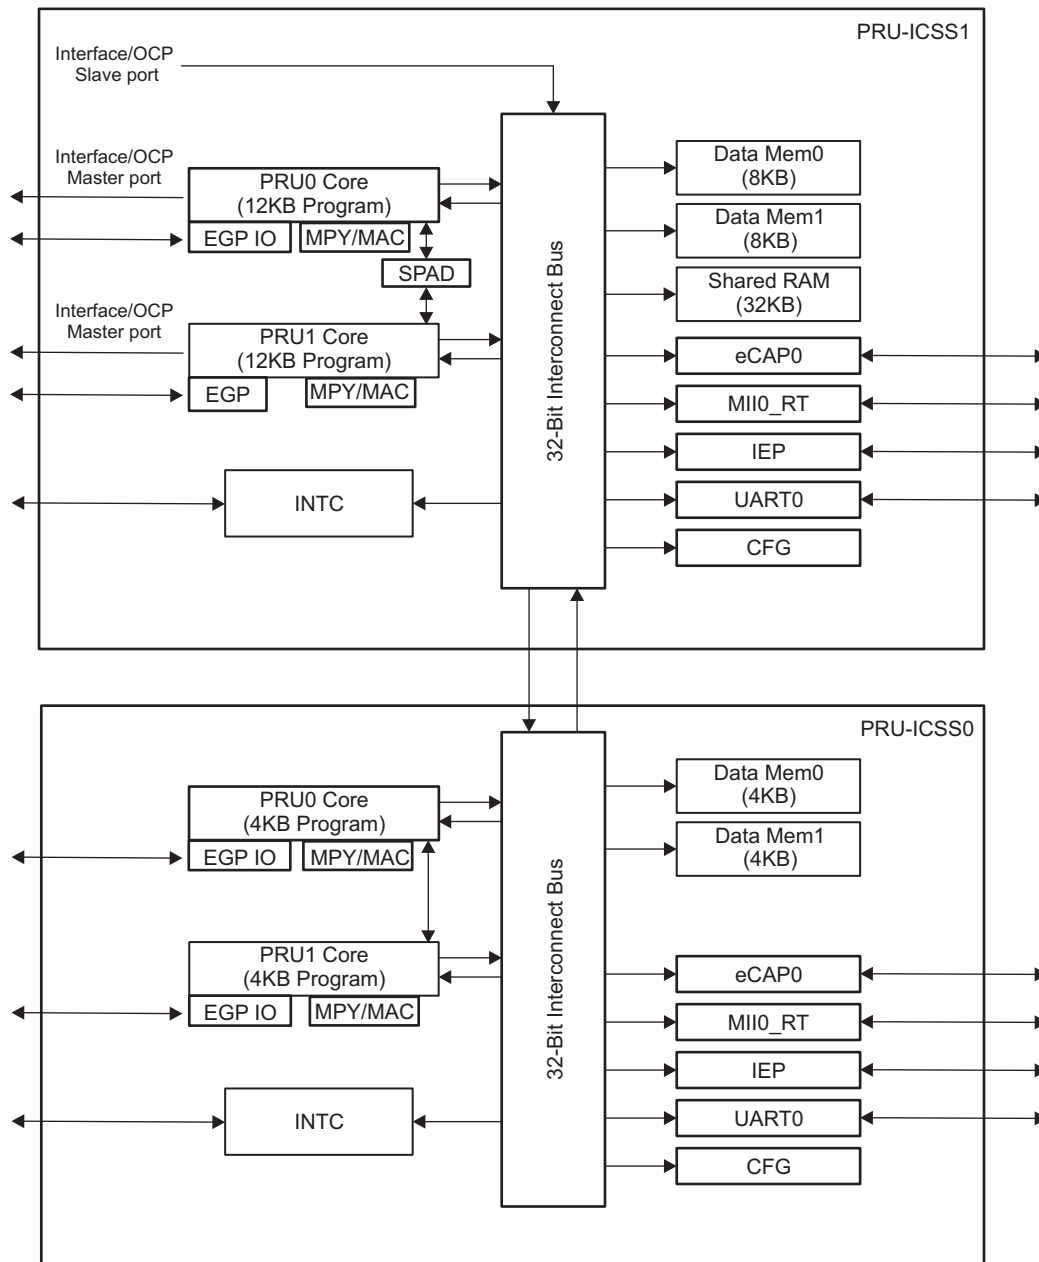 PRU-ICSS1
Interface/OCP
Slave port
Interface/OCP
Master port
PRU0 Core
(12KB Program)
EGP IO
MPY/MAC
SPAD
Interface/OCP
Master port
PRU1 Core
(12KB Program)
EGP
MPY/MAC
INTC
32-Bit Interconnect Bus
Data Mem0
(8KB)
Data Mem1
(8KB)
Shared RAM
(32KB)
eCAP0
MII0_RT
IEP
UART0
CFG
PRU-ICSS0
PRU0 Core
(4KB Program)
EGP IO
MPY/MAC
PRU1 Core
(4KB Program)
EGP IO
MPY/MAC
INTC
32-Bit Interconnect Bus
Data Mem0
(4KB)
Data Mem1
(4KB)
eCAP0
MII0_RT
IEP
UART0
CFG